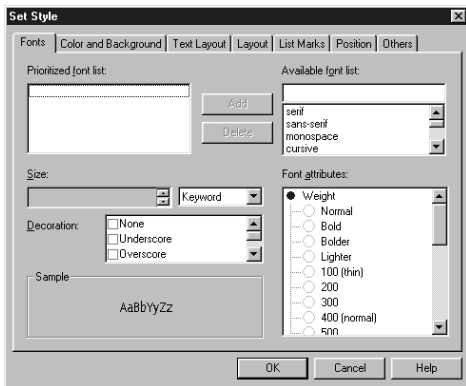 Set Style
Fonts Color and Background Text Layout Layout List Marks Position Others
Prioritized font list:
Available font list:
Add
Delete
serif
sans-serif
monospace
cursive
Size:
Keyword
Font attributes:
Weight
Normal
Bold
Bolder
Lighter
100 (thin)
200
300
400 (normal)
500
Decoration:
None
Underscore
Overscore
Sample
AaBbYyZz
OK Cancel Help